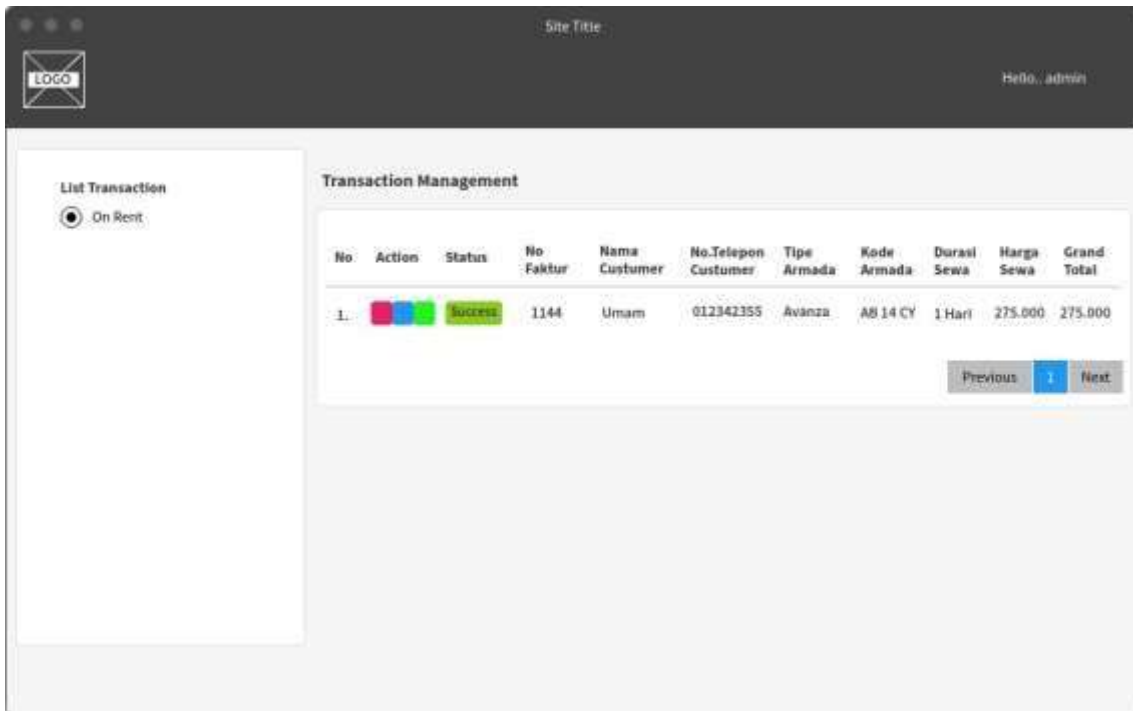 Site Title
LOGO
Hello.. admin
List Transaction
On Rent
Transaction Management
No Action Status No Faktur Nama Custumer No.Telepon Custumer Tipe Armada Kode Armada Durasi Sewa Harga Sewa Grand Total
1. Success 1144 Umam 012342355 Avanza AB 14 CY 1 Hari 275.000 275.000
Previous 1 Next